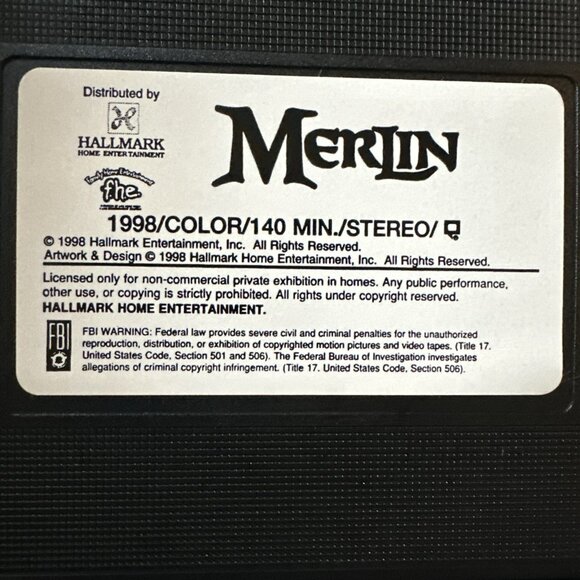 Distributed by
HALLMARK
HOME ENTERTAINMENT
Family Home Entertainment
fhe
MERLIN
1998/COLOR/140 MIN./STEREO/
© 1998 Hallmark Entertainment, Inc. All Rights Reserved.
Artwork & Design © 1998 Hallmark Home Entertainment, Inc. All Rights Reserved.
Licensed only for non-commercial private exhibition in homes. Any public performance,
other use, or copying is strictly prohibited. All rights under copyright reserved.
HALLMARK HOME ENTERTAINMENT.
FBI
FBI WARNING: Federal law provides severe civil and criminal penalties for the unauthorized
reproduction, distribution, or exhibition of copyrighted motion pictures and video tapes. (Title 17.
United States Code, Section 501 and 506). The Federal Bureau of Investigation investigates
allegations of criminal copyright infringement. (Title 17. United States Code, Section 506).